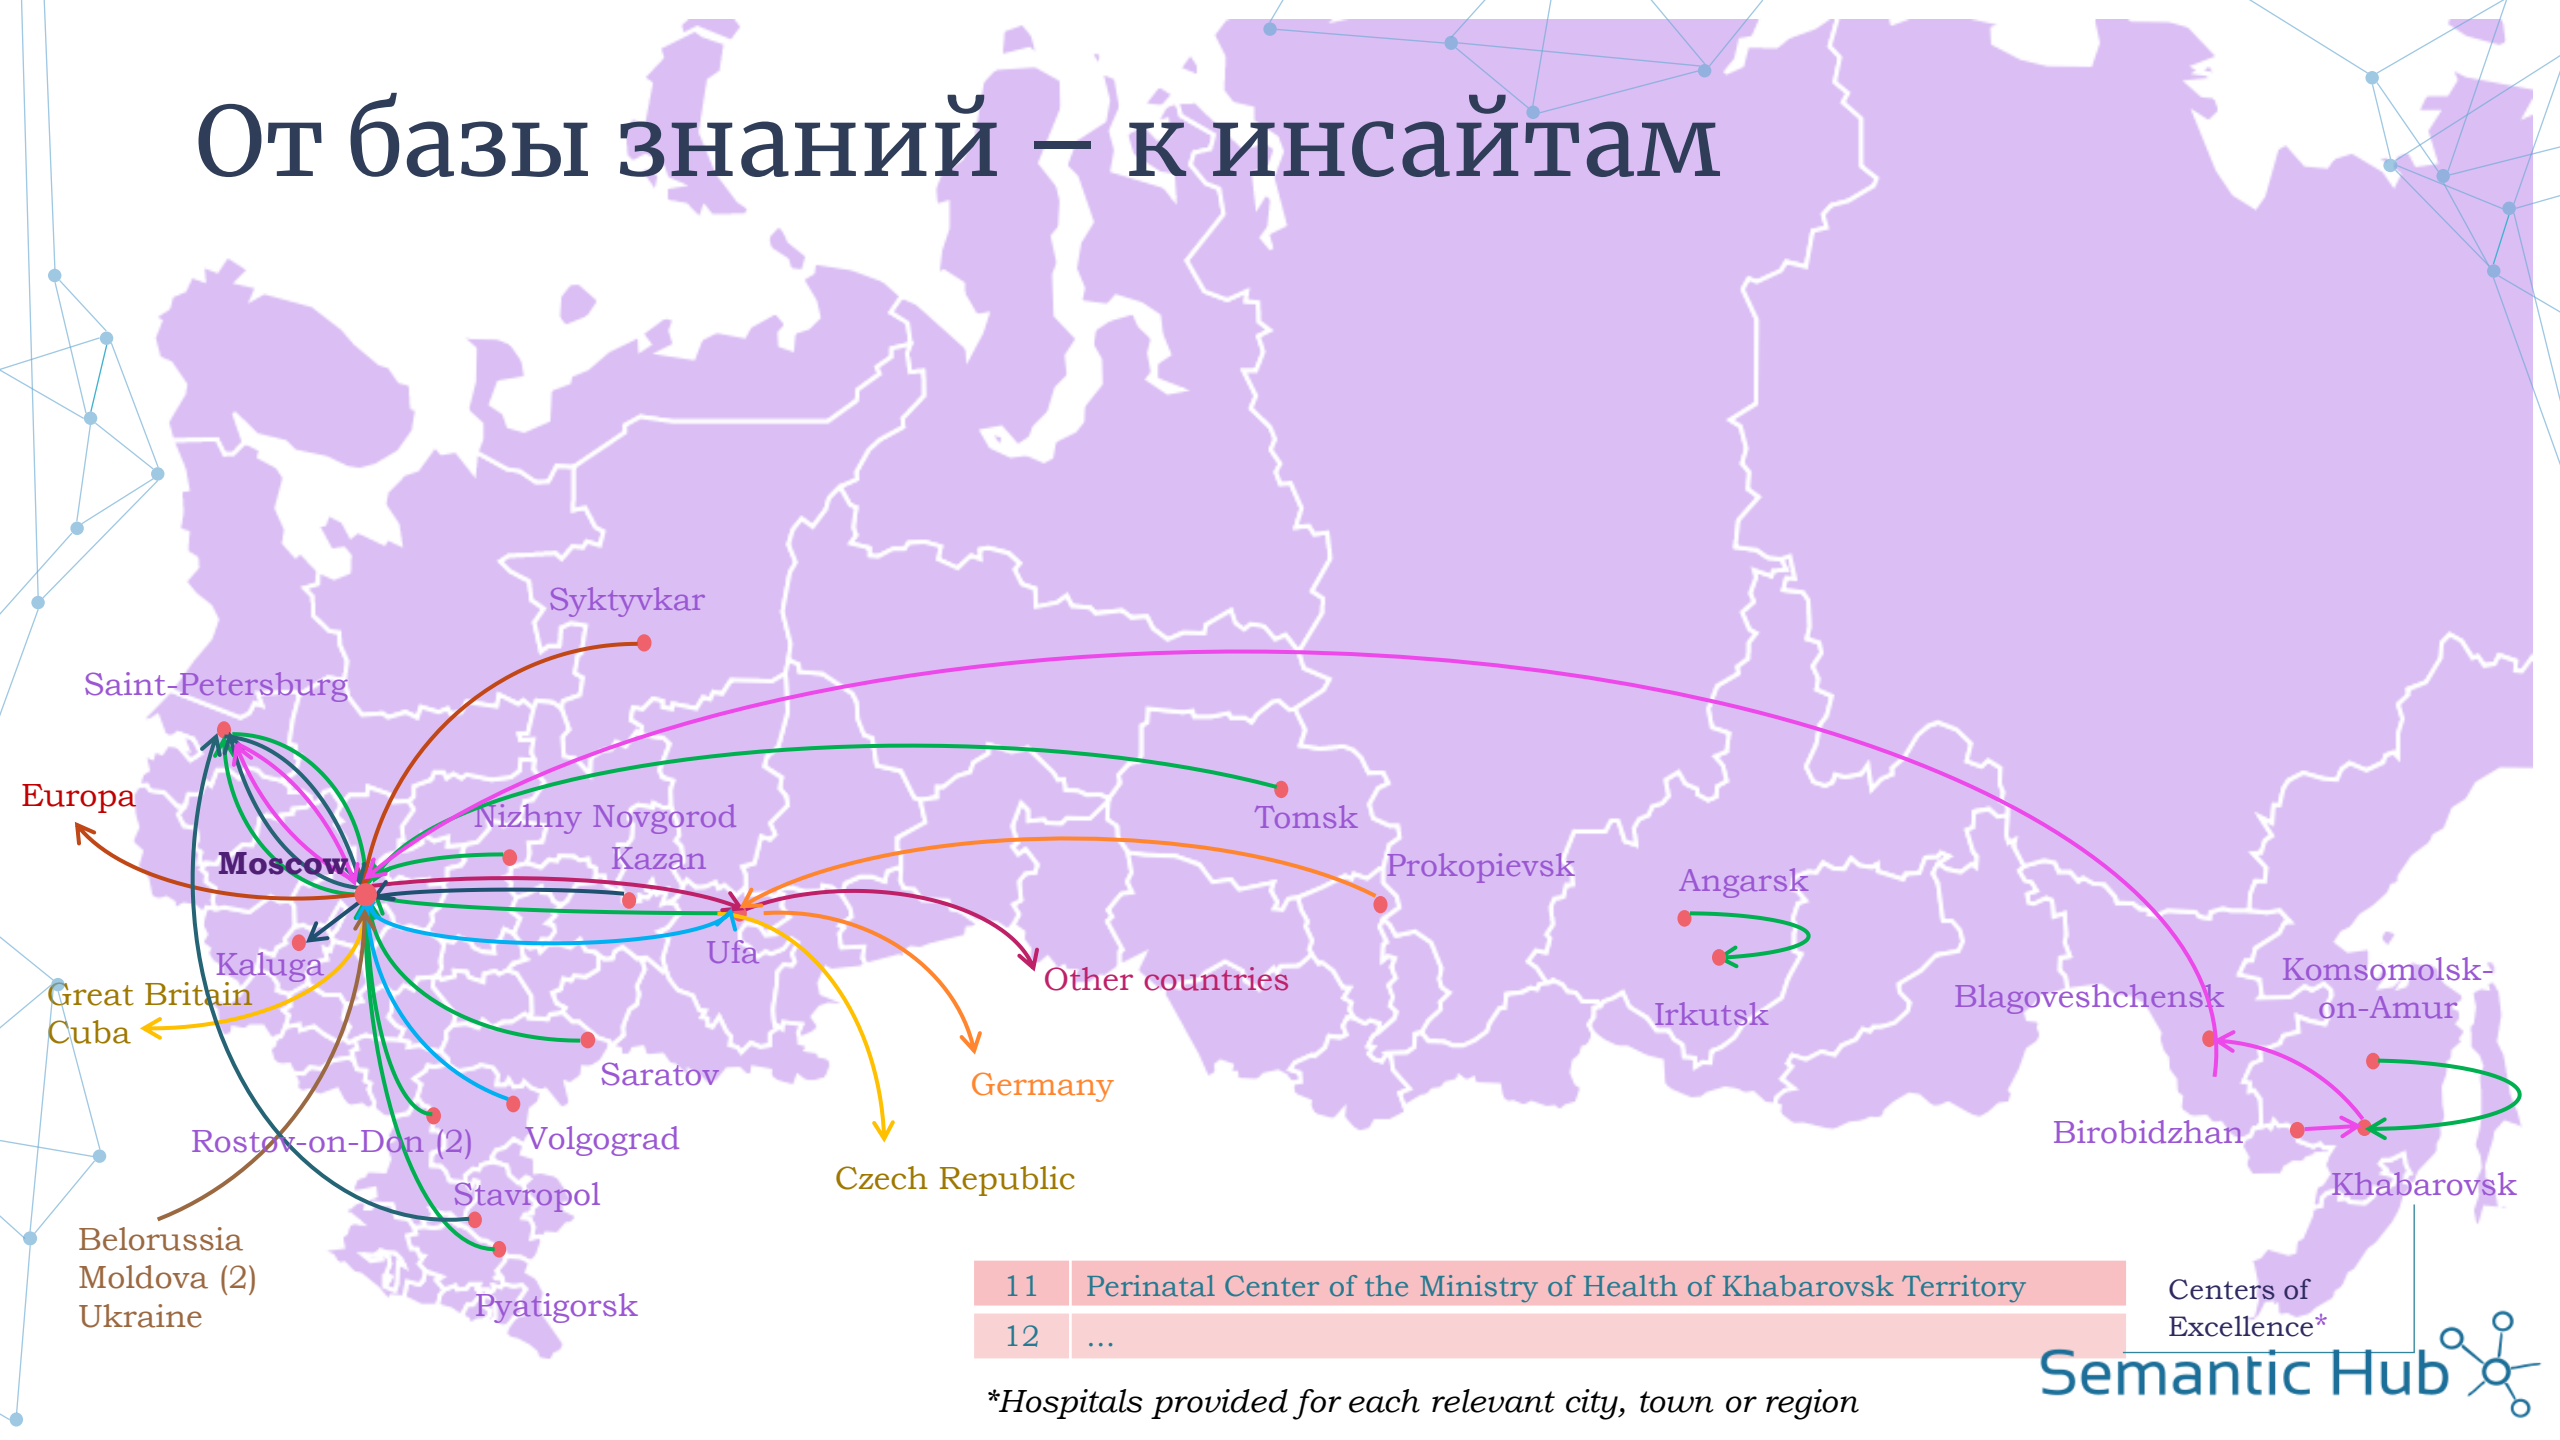 От базы знаний – к инсайтам
Syktyvkar
Saint-Petersburg
Europa
Nizhny Novgorod
Tomsk
Moscow
Kazan
Prokopievsk
Angarsk
Kaluga
Ufa
Other countries
Komsomolsk-
on-Amur
Great Britain
Cuba
Blagoveshchensk
Irkutsk
Saratov
Germany
Rostov-on-Don (2)
Volgograd
Birobidzhan
Czech Republic
Stavropol
Khabarovsk
Belorussia
Moldova (2)
Ukraine
Pyatigorsk
11 Perinatal Center of the Ministry of Health of Khabarovsk Territory
12 ...
Centers of
Excellence*
Semantic Hub
*Hospitals provided for each relevant city, town or region